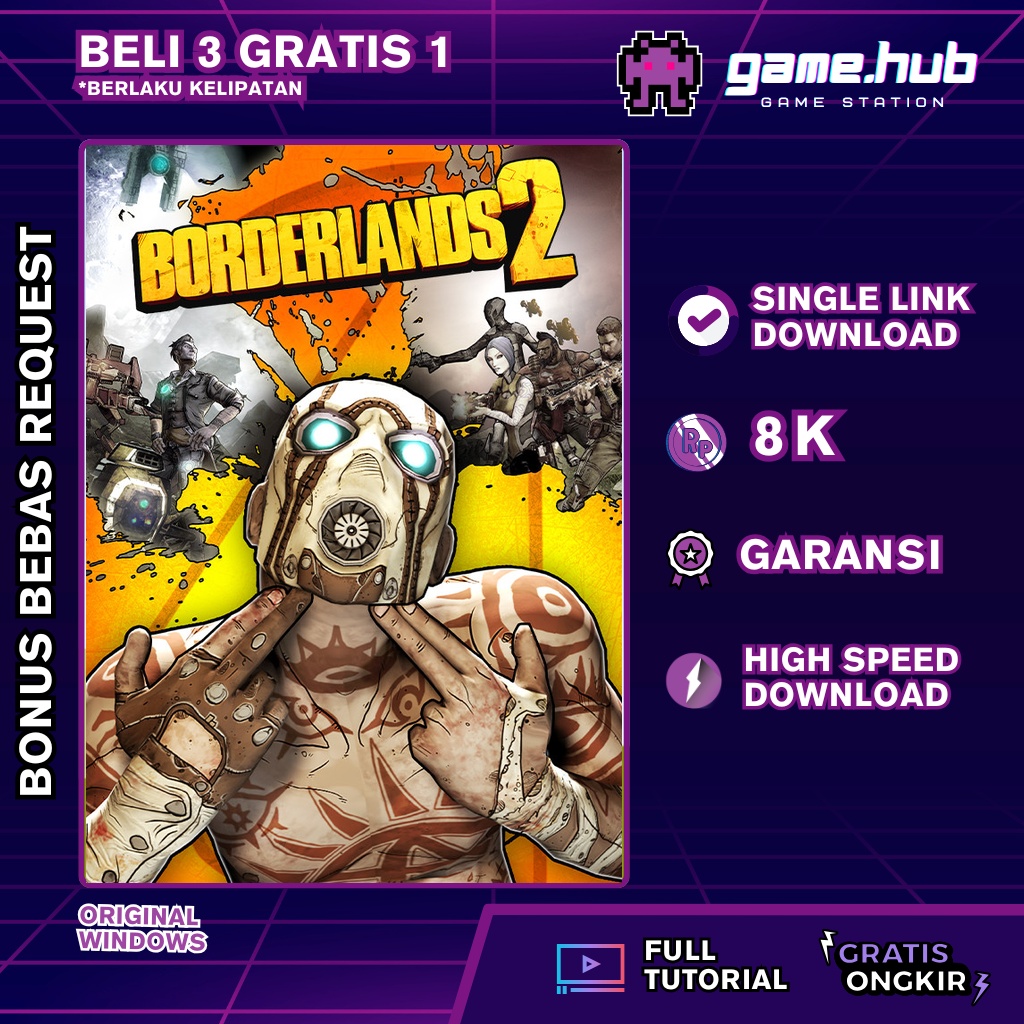 BELI 3 GRATIS 1
*BERLAKU KELIPATAN
game.hub
GAME STATION
BONUS BEBAS REQUEST
BORDERLANDS 2
SINGLE LINK
DOWNLOAD
RP
8K
GARANSI
HIGH SPEED
DOWNLOAD
ORIGINAL
WINDOWS
FULL
TUTORIAL
GRATIS
ONGKIR